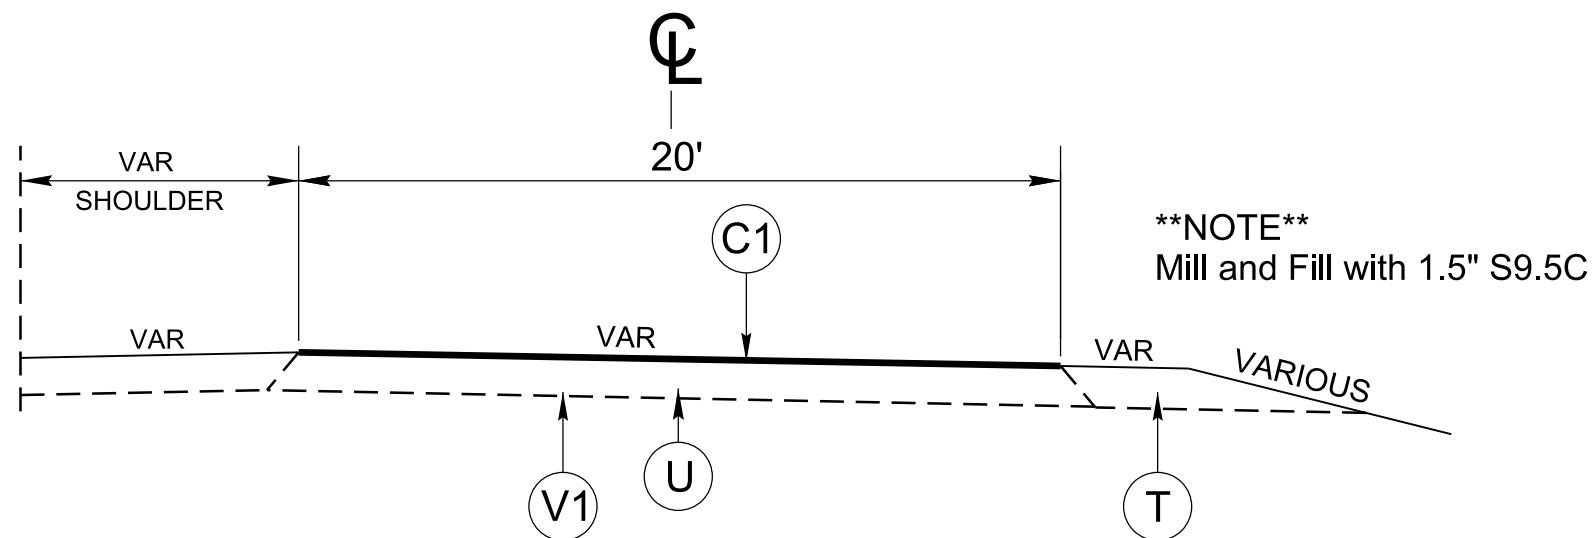 ℄
VAR
SHOULDER
20'
C1
**NOTE**
Mill and Fill with 1.5" S9.5C
VAR
VAR
VAR
VARIOUS
V1
U
T